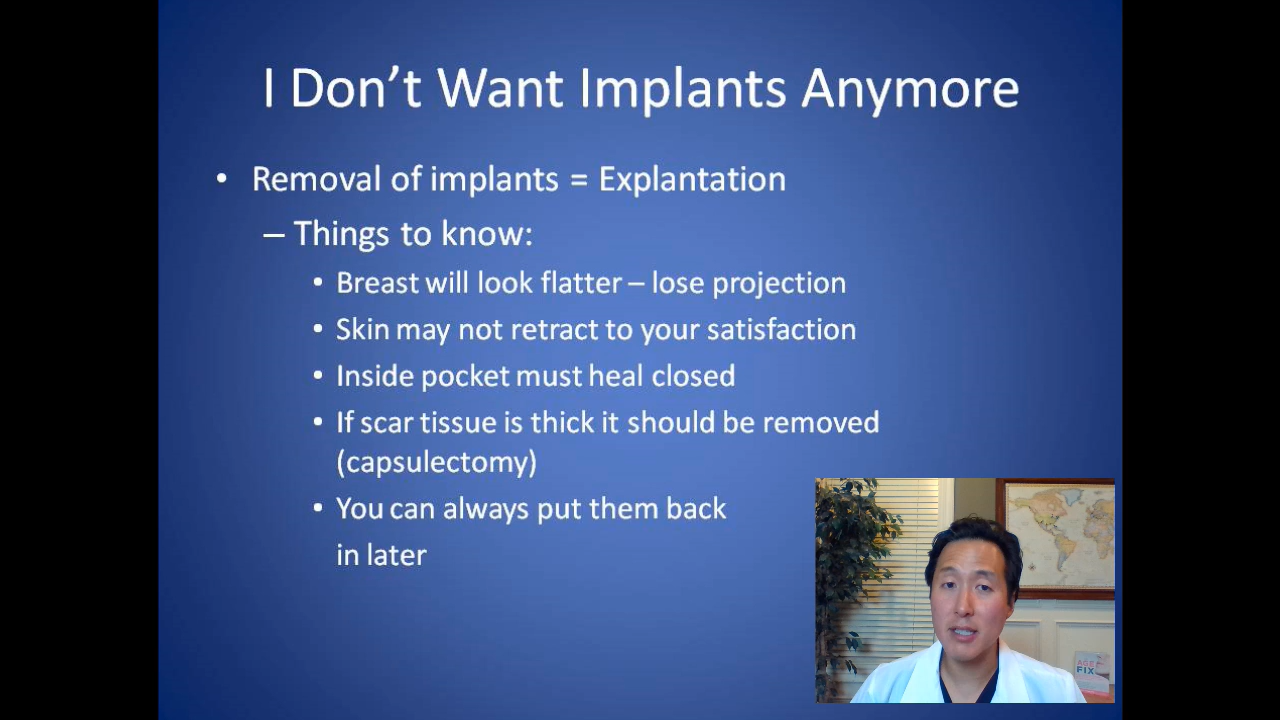 I Don’t Want Implants Anymore
• Removal of implants = Explantation
– Things to know:
• Breast will look flatter – lose projection
• Skin may not retract to your satisfaction
• Inside pocket must heal closed
• If scar tissue is thick it should be removed
(capsulectomy)
• You can always put them back
in later
AGE
FIX